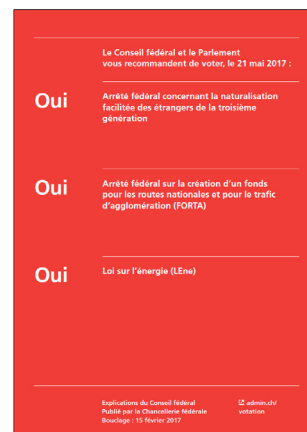 Le Conseil fédéral et le Parlement
vous recommandent de voter, le 21 mai 2017 :
Oui
Arrêté fédéral concernant la naturalisation
facilitée des étrangers de la troisième
génération
Oui
Arrêté fédéral sur la création d'un fonds
pour les routes nationales et pour le trafic
d'agglomération (FORTA)
Oui
Loi sur l'énergie (LEne)
Explications du Conseil fédéral
Publié par la Chancellerie fédérale
Bouclage : 15 février 2017
admin.ch/
votation